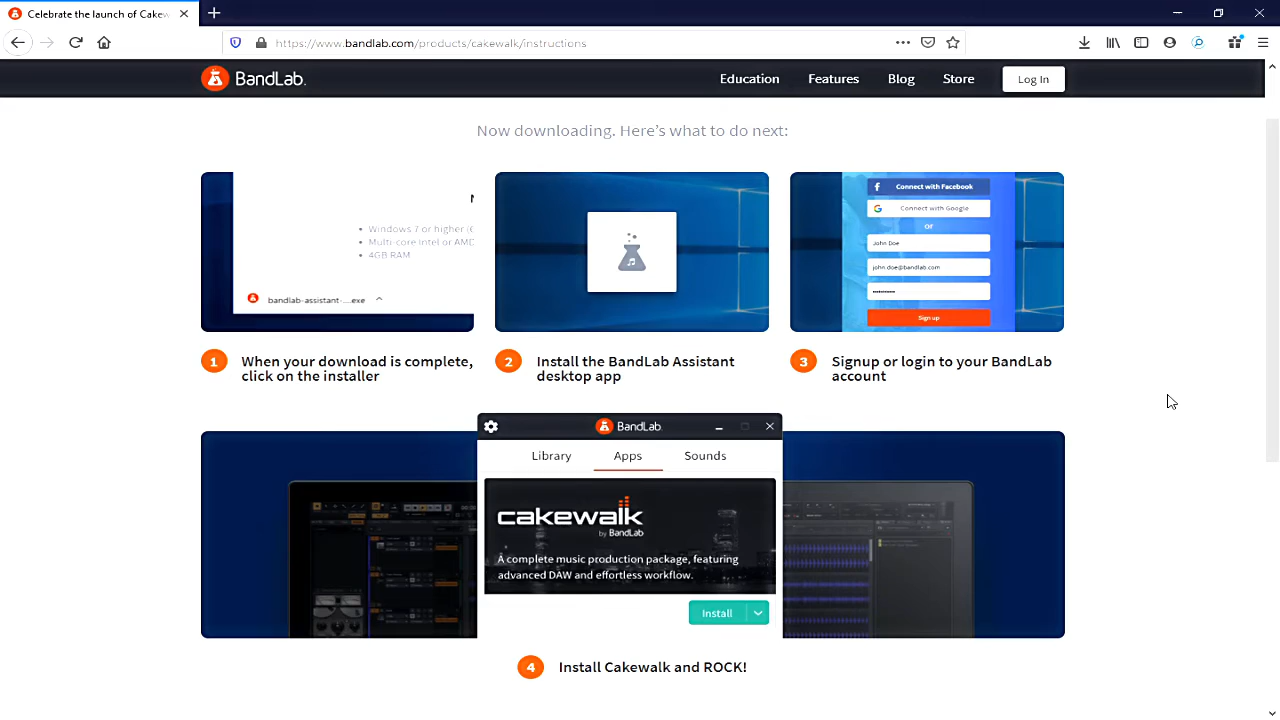 Celebrate the launch of Cakew
https://www.bandlab.com/products/cakewalk/instructions
BandLab.
Education
Features
Blog
Store
Log In
Now downloading. Here's what to do next:
Windows 7 or higher
Multi-core Intel or AMD
4GB RAM
bandlab-assistant-....exe
Connect with Facebook
Connect with Google
or
John Doe
john.doe@bandlab.com
Sign up
1
When your download is complete,
click on the installer
2
Install the BandLab Assistant
desktop app
3
Signup or login to your BandLab
account
BandLab
Library
Apps
Sounds
cakewalk
by BandLab
A complete music production package, featuring
advanced DAW and effortless workflow.
Install
4
Install Cakewalk and ROCK!